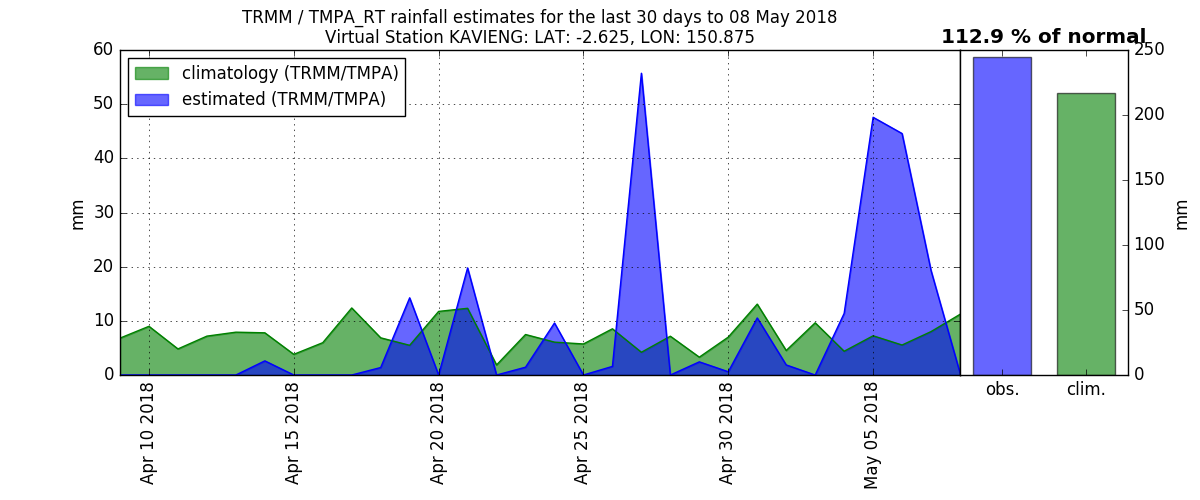 TRMM / TMPA_RT rainfall estimates for the last 30 days to 08 May 2018
Virtual Station KAVIENG: LAT: -2.625, LON: 150.875
112.9 % of normal
climatology (TRMM/TMPA)
estimated (TRMM/TMPA)
60
50
40
30
20
10
0
mm
Apr 10 2018
Apr 15 2018
Apr 20 2018
Apr 25 2018
Apr 30 2018
May 05 2018
obs.
clim.
250
200
150
100
50
0
mm